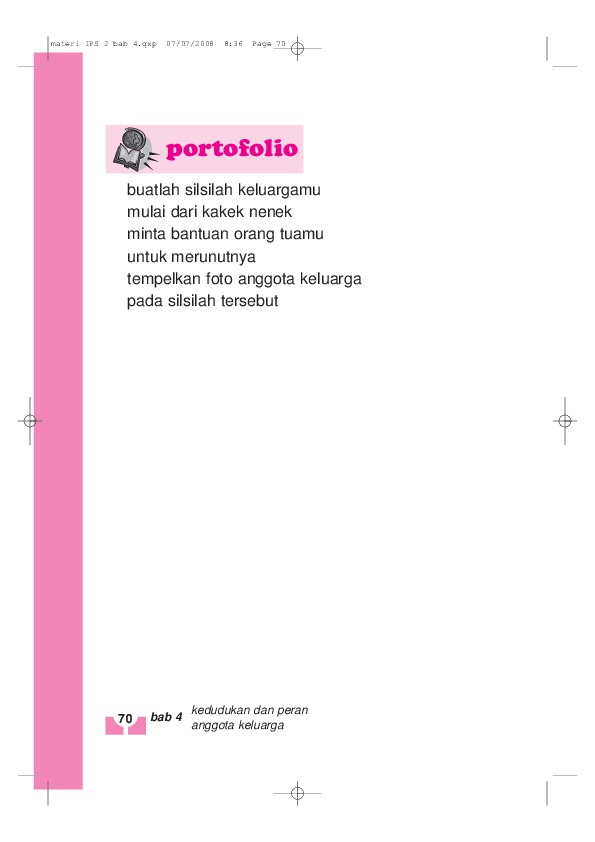 materi IPS 2 bab 4.qxp 07/07/2008 8:36 Page 70
portofolio
buatlah silsilah keluargamu
mulai dari kakek nenek
minta bantuan orang tuamu
untuk merunutnya
tempelkan foto anggota keluarga
pada silsilah tersebut
70 bab 4 kedudukan dan peran
anggota keluarga